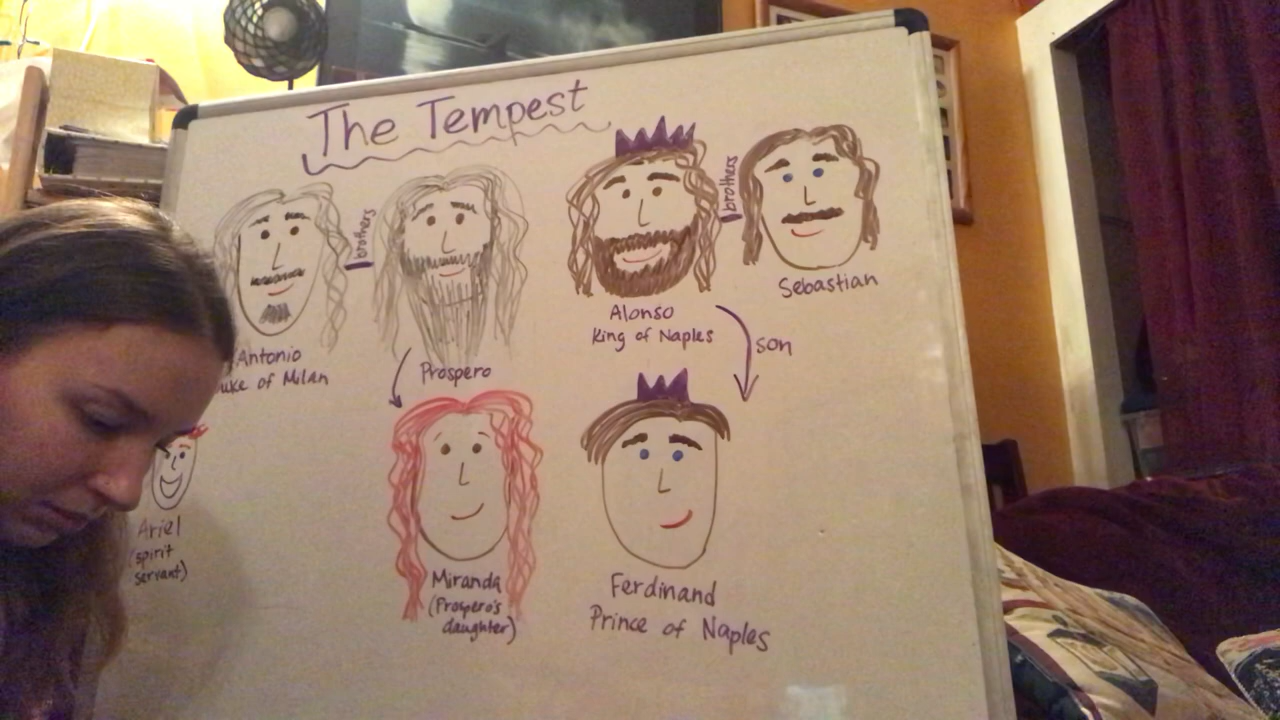 The Tempest
brothers
brothers
Antonio
uke of Milan
Prospero
Alonso
King of Naples
Sebastian
son
Ariel
(spirit
servant)
Miranda
(Prospero's
daughter)
Ferdinand
Prince of Naples